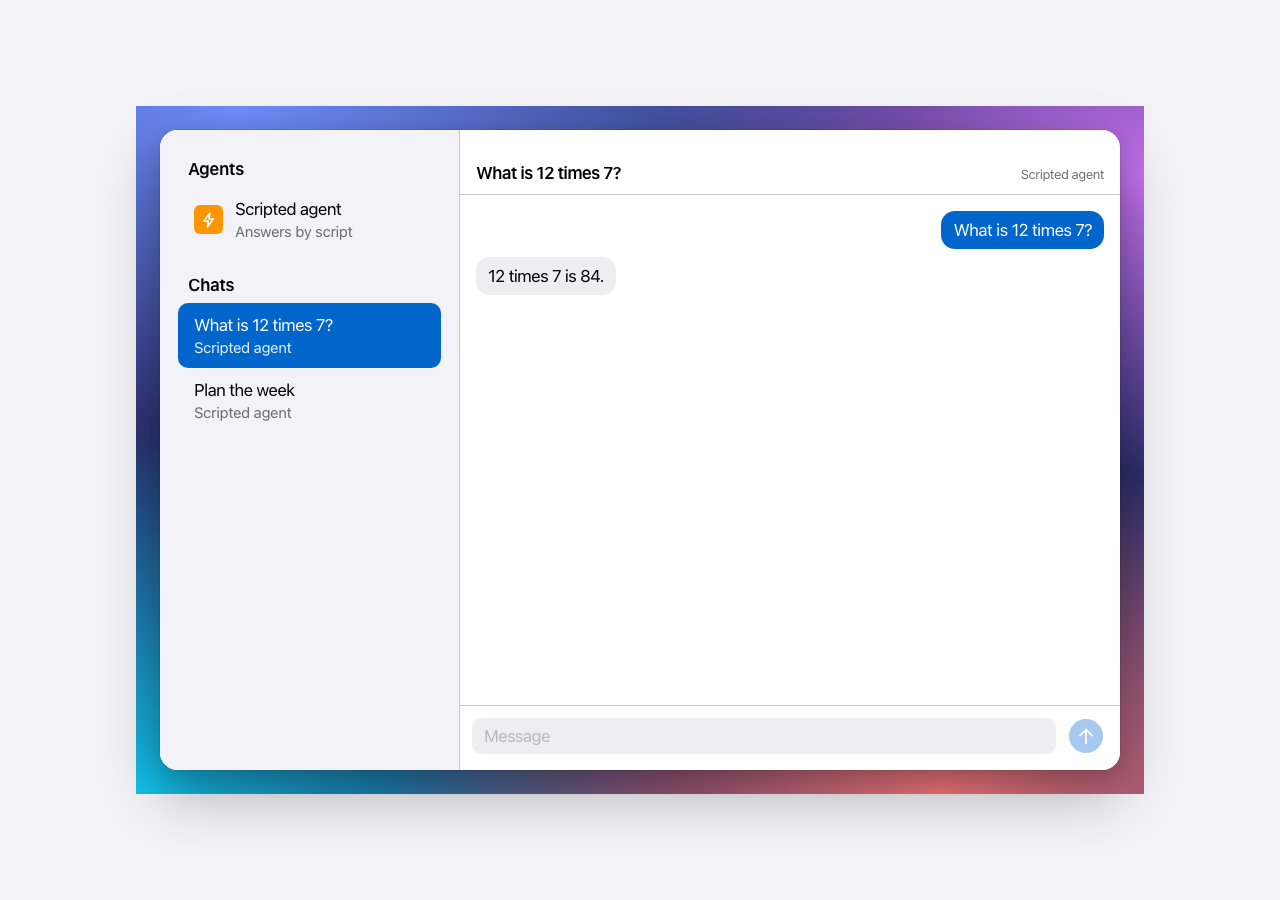 Agents
Scripted agent
Answers by script
Chats
What is 12 times 7?
Scripted agent
Plan the week
Scripted agent
What is 12 times 7?
Scripted agent
What is 12 times 7?
12 times 7 is 84.
Message